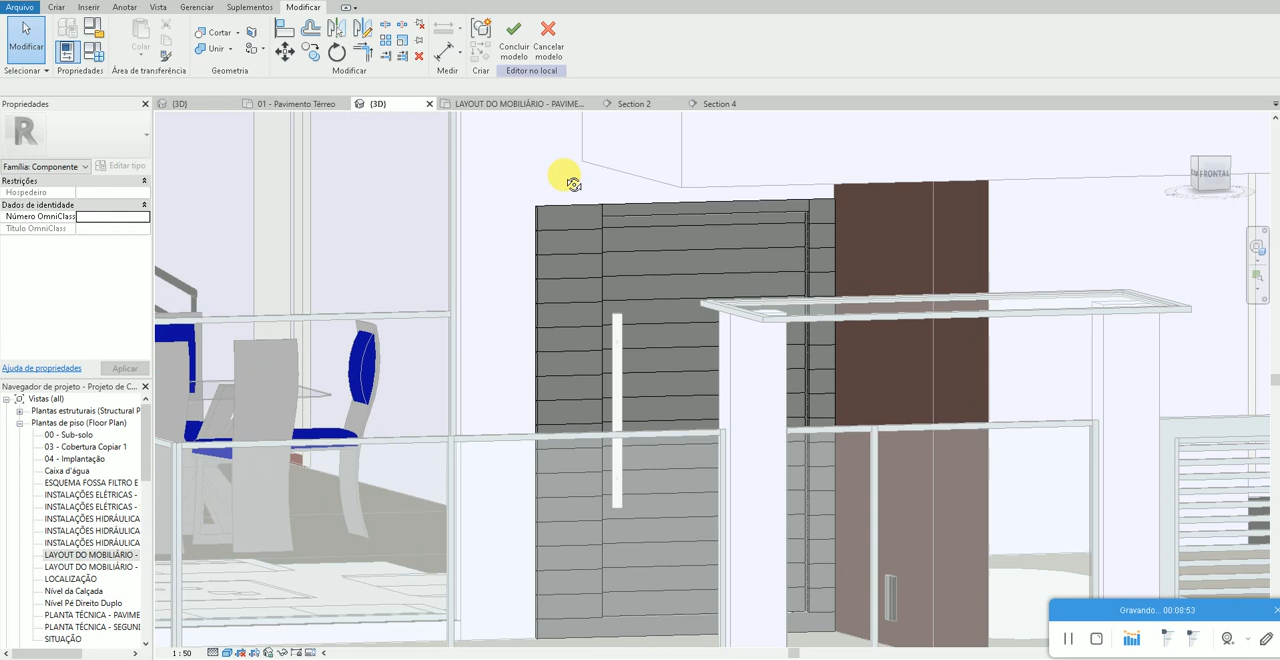 Arquivo Criar Inserir Anotar Vista Gerenciar Suplementos Modificar
Modificar
Colar
Cortar
Unir
Concluir modelo
Cancelar modelo
Selecionar Propriedades Área de transferência Geometria Modificar Medir Criar Editor no local
Propriedades
{3D} 01 - Pavimento Térreo {3D} LAYOUT DO MOBILIÁRIO - PAVIME... Section 2 Section 4
R
Família: Componente Editar tipo
Restrições
Hospedeiro
Dados de identidade
Número OmniClass
Título OmniClass
Ajuda de propriedades Aplicar
Navegador de projeto - Projeto de C...
Vistas (all)
Plantas estruturais (Structural P
Plantas de piso (Floor Plan)
00 - Sub-solo
03 - Cobertura Copiar 1
04 - Implantação
Caixa d'água
ESQUEMA FOSSA FILTRO E
INSTALAÇÕES ELÉTRICAS -
INSTALAÇÕES ELÉTRICAS -
INSTALAÇÕES HIDRÁULICA
INSTALAÇÕES HIDRÁULICA
INSTALAÇÕES HIDRÁULICA
LAYOUT DO MOBILIÁRIO -
LAYOUT DO MOBILIÁRIO -
LOCALIZAÇÃO
Nível da Calçada
Nível Pé Direito Duplo
PLANTA TÉCNICA - PAVIME
PLANTA TÉCNICA - SEGUN
SITUAÇÃO
FRONTAL
Gravando... 00:08:53
1 : 50